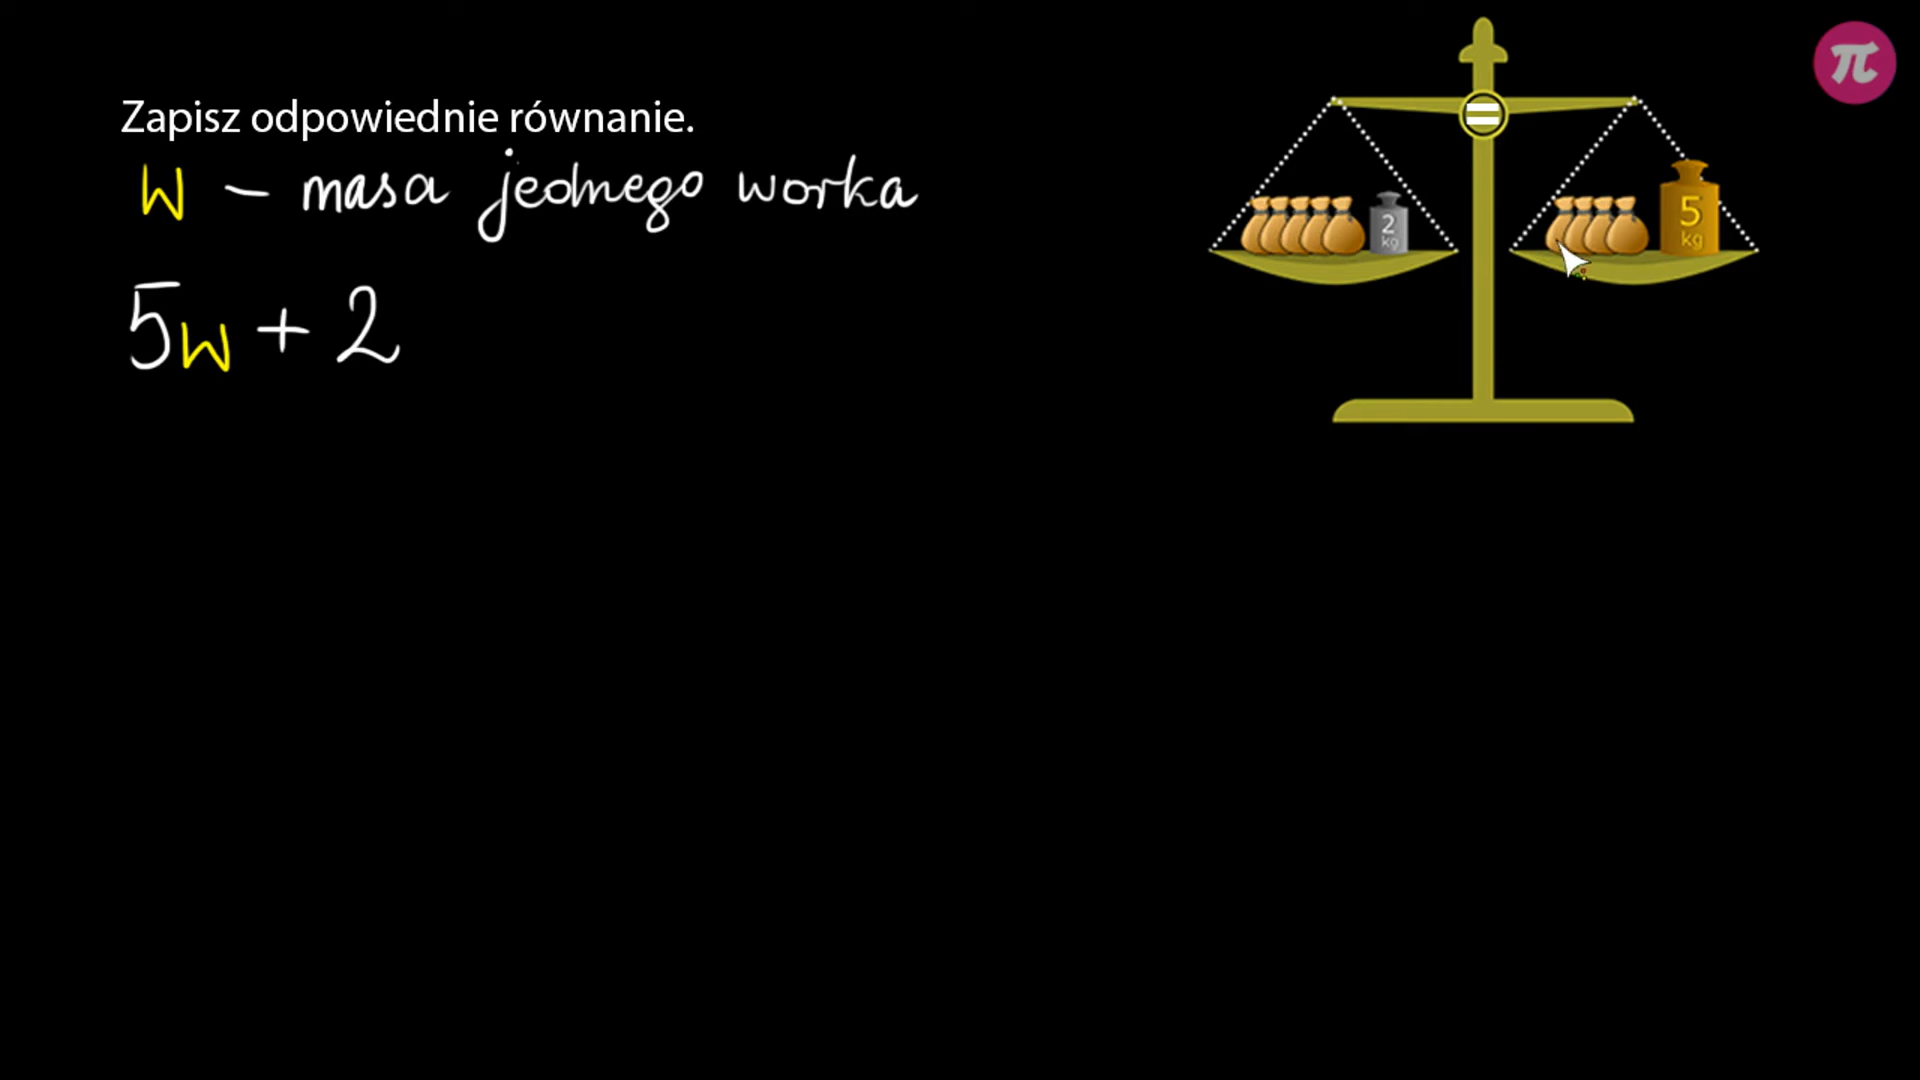 Zapisz odpowiednie równanie.
w – masa jednego worka
5w + 2
2
kg
5
kg
=
π